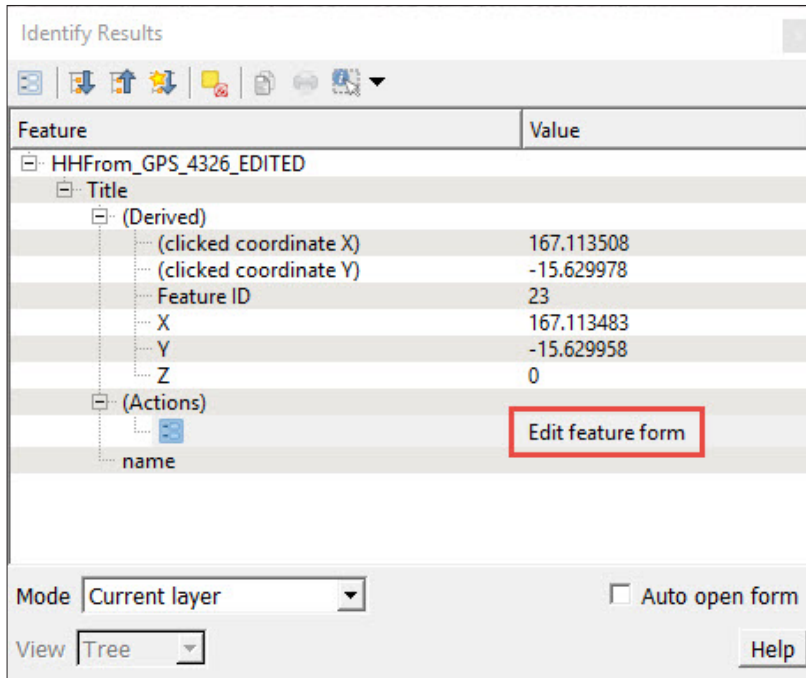 Identify Results
Feature Value
HHFrom_GPS_4326_EDITED
Title
(Derived)
(clicked coordinate X) 167.113508
(clicked coordinate Y) -15.629978
Feature ID 23
X 167.113483
Y -15.629958
Z 0
(Actions)
Edit feature form
name
Mode Current layer Auto open form
View Tree Help